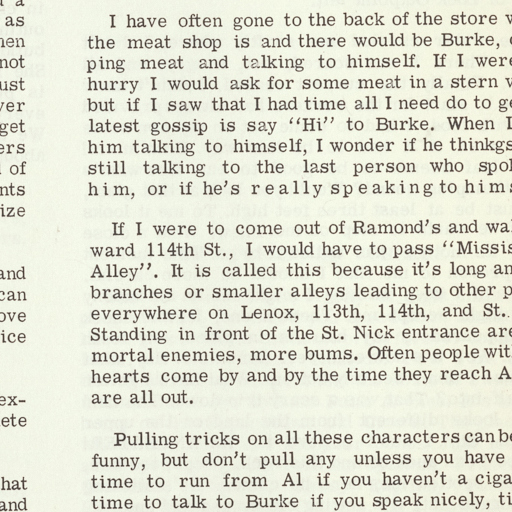 as
hen
not
ust
ver
get
ers
of
nts
ize
and
can
ove
ice
ex-
ete
hat
and
I have often gone to the back of the store
the meat shop is and there would be Burke,
ping meat and talking to himself. If I were
hurry I would ask for some meat in a stern
but if I saw that I had time all I need do to ge
latest gossip is say "Hi" to Burke. When I
him talking to himself, I wonder if he thinkgs
still talking to the last person who spo
him, or if he's really speaking to hims
If I were to come out of Ramond's and wa
ward 114th St., I would have to pass "Missis
Alley". It is called this because it's long an
branches or smaller alleys leading to other p
everywhere on Lenox, 113th, 114th, and St.
Standing in front of the St. Nick entrance are
mortal enemies, more bums. Often people wit
hearts come by and by the time they reach A
are all out.
Pulling tricks on all these characters can be
funny, but don't pull any unless you have
time to run from Al if you haven't a ciga
time to talk to Burke if you speak nicely, ti